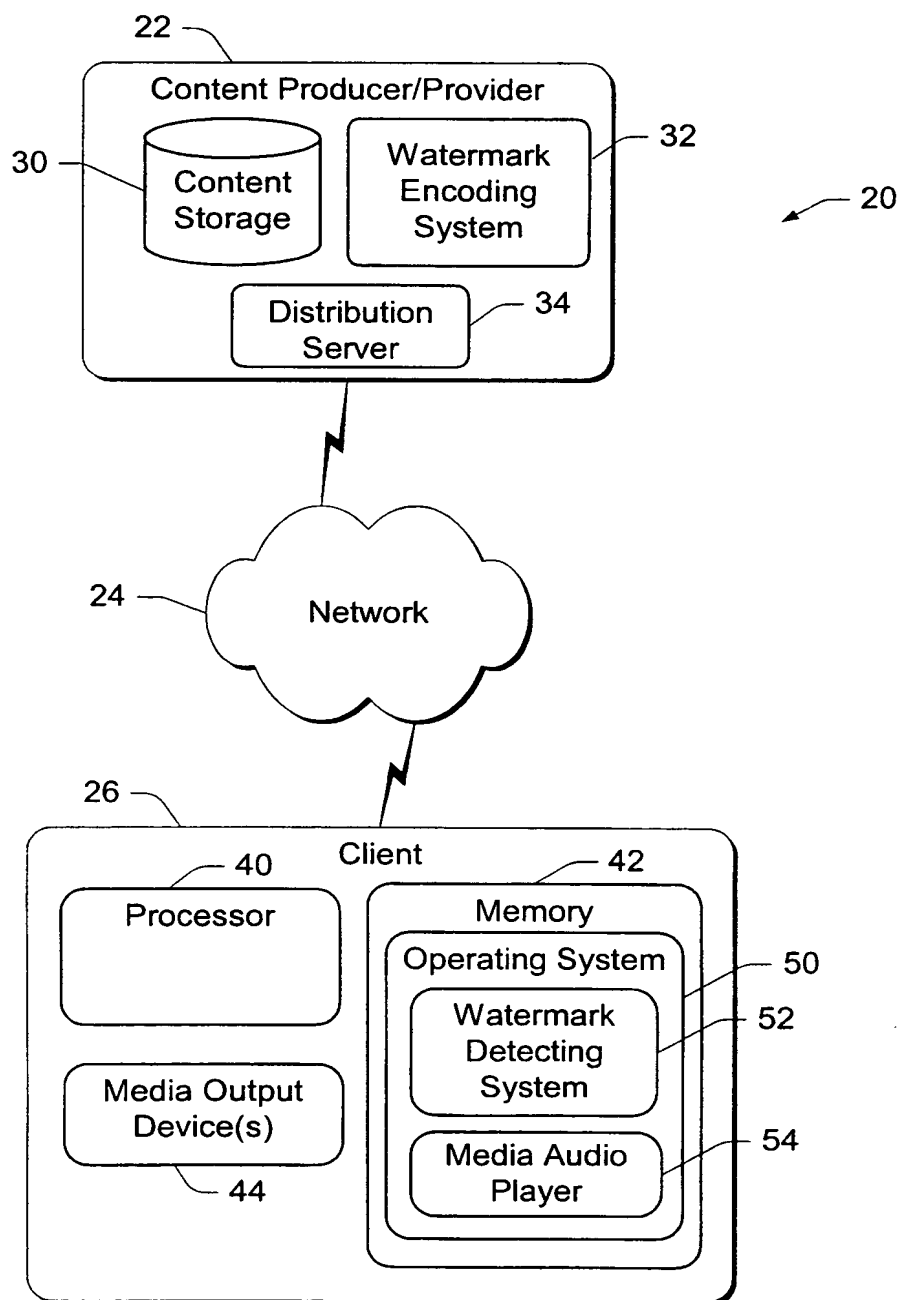 22
Content Producer/Provider
30
Content
Storage
Watermark
Encoding
System
32
20
Distribution
Server
34
24
Network
26
Client
40
Processor
42
Memory
Operating System
50
Watermark
Detecting
System
52
Media Output
Device(s)
44
Media Audio
Player
54